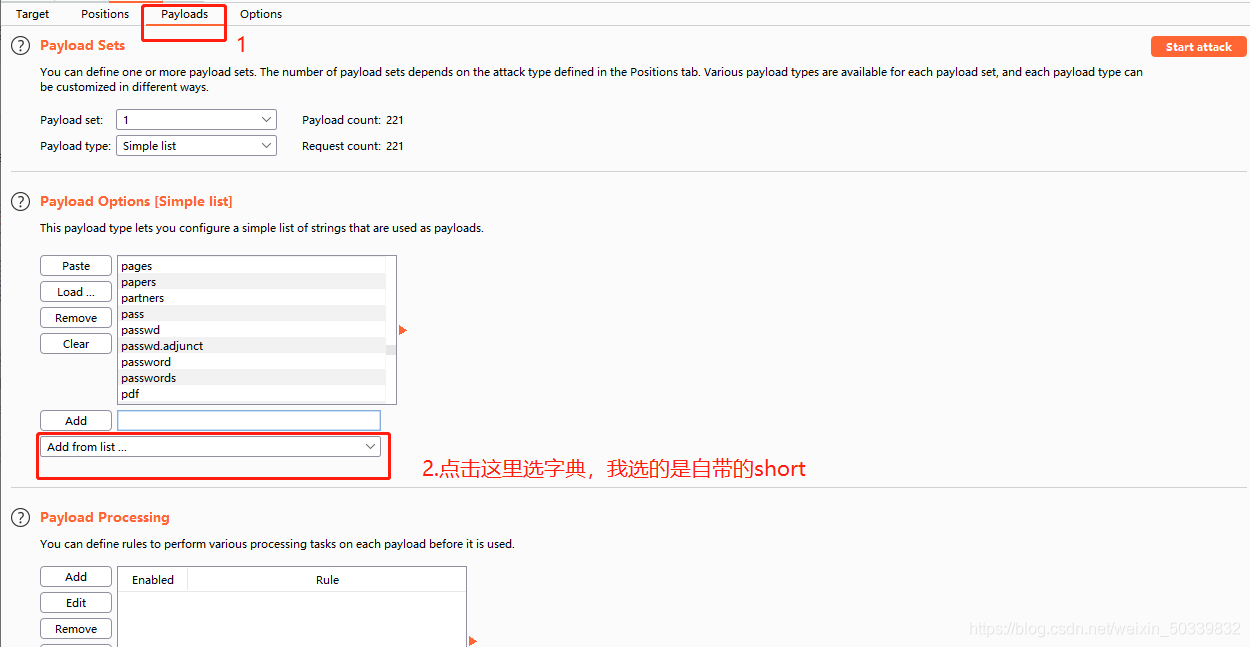 Target Positions Payloads Options
1
? Payload Sets
Start attack
You can define one or more payload sets. The number of payload sets depends on the attack type defined in the Positions tab. Various payload types are available for each payload set, and each payload type can
be customized in different ways.
Payload set: 1 Payload count: 221
Payload type: Simple list Request count: 221
? Payload Options [Simple list]
This payload type lets you configure a simple list of strings that are used as payloads.
Paste
Load ...
Remove
Clear
pages
papers
partners
pass
passwd
passwd.adjunct
password
passwords
pdf
Add
Add from list ...
2.点击这里选字典，我选的是自带的short
? Payload Processing
You can define rules to perform various processing tasks on each payload before it is used.
Add
Edit
Remove
Enabled Rule
https://blog.csdn.net/weixin_50339832